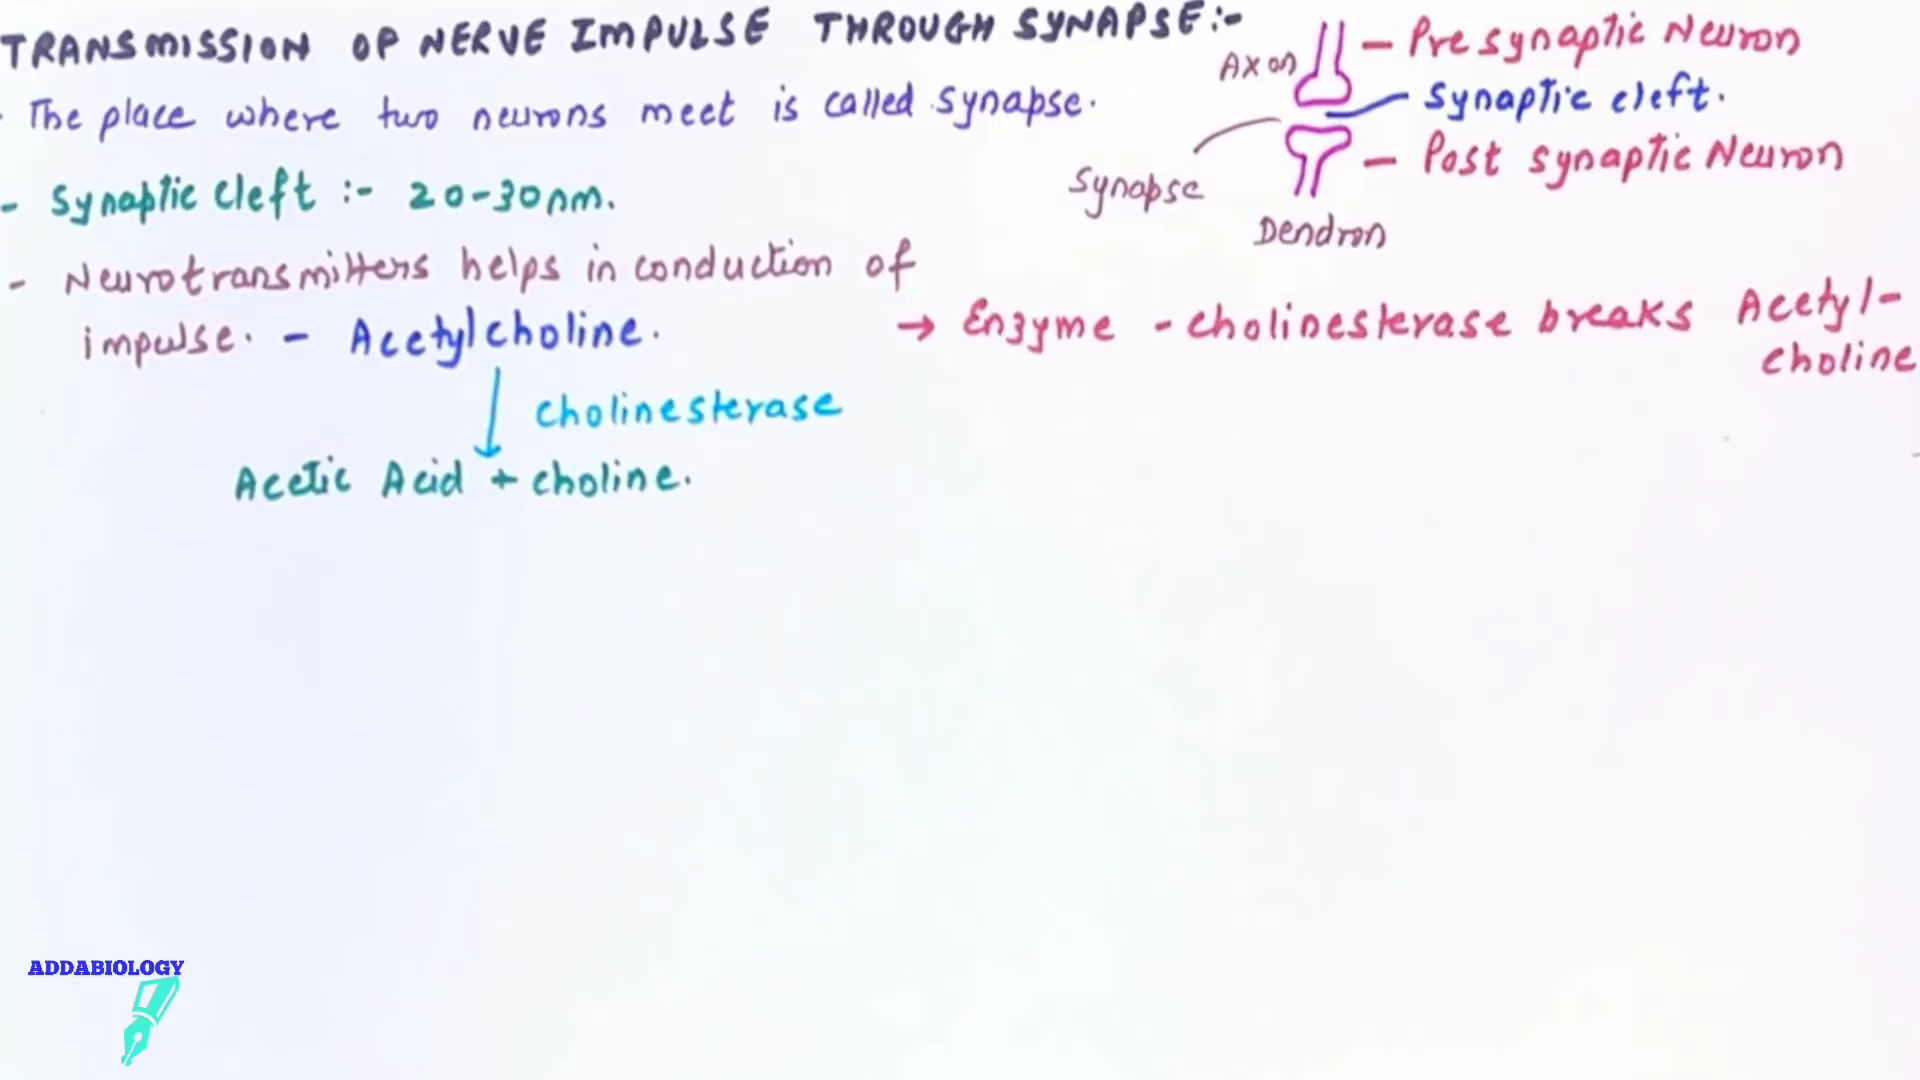 TRANSMISSION OF NERVE IMPULSE THROUGH SYNAPSE:-
The place where two neurons meet is called synapse.
- Synaptic cleft :- 20-30nm.
- Neurotransmitters helps in conduction of
impulse. - Acetylcholine.
cholinesterase
Acetic Acid + choline.
Axon
- Presynaptic Neuron
Synaptic cleft.
- Post synaptic Neuron
Synapse
Dendron
→ Enzyme - cholinesterase breaks Acetyl-
choline
ADDABIOLOGY